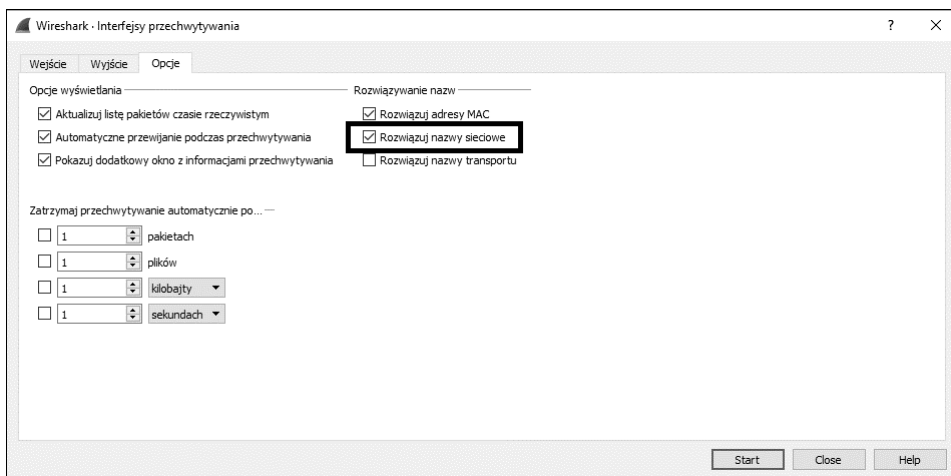 Wireshark · Interfejsy przechwytywania
? ×
Wejście Wyjście Opcje
Opcje wyświetlania
Aktualizuj listę pakietów czasie rzeczywistym
Automatyczne przewijanie podczas przechwytywania
Pokazuj dodatkowy okno z informacjami przechwytywania
Rozwiązywanie nazw
Rozwiązuj adresy MAC
Rozwiązuj nazwy sieciowe
Rozwiązuj nazwy transportu
Zatrzymaj przechwytywanie automatycznie po...
1 pakietach
1 plików
1 kilobajty
1 sekundach
Start Close Help